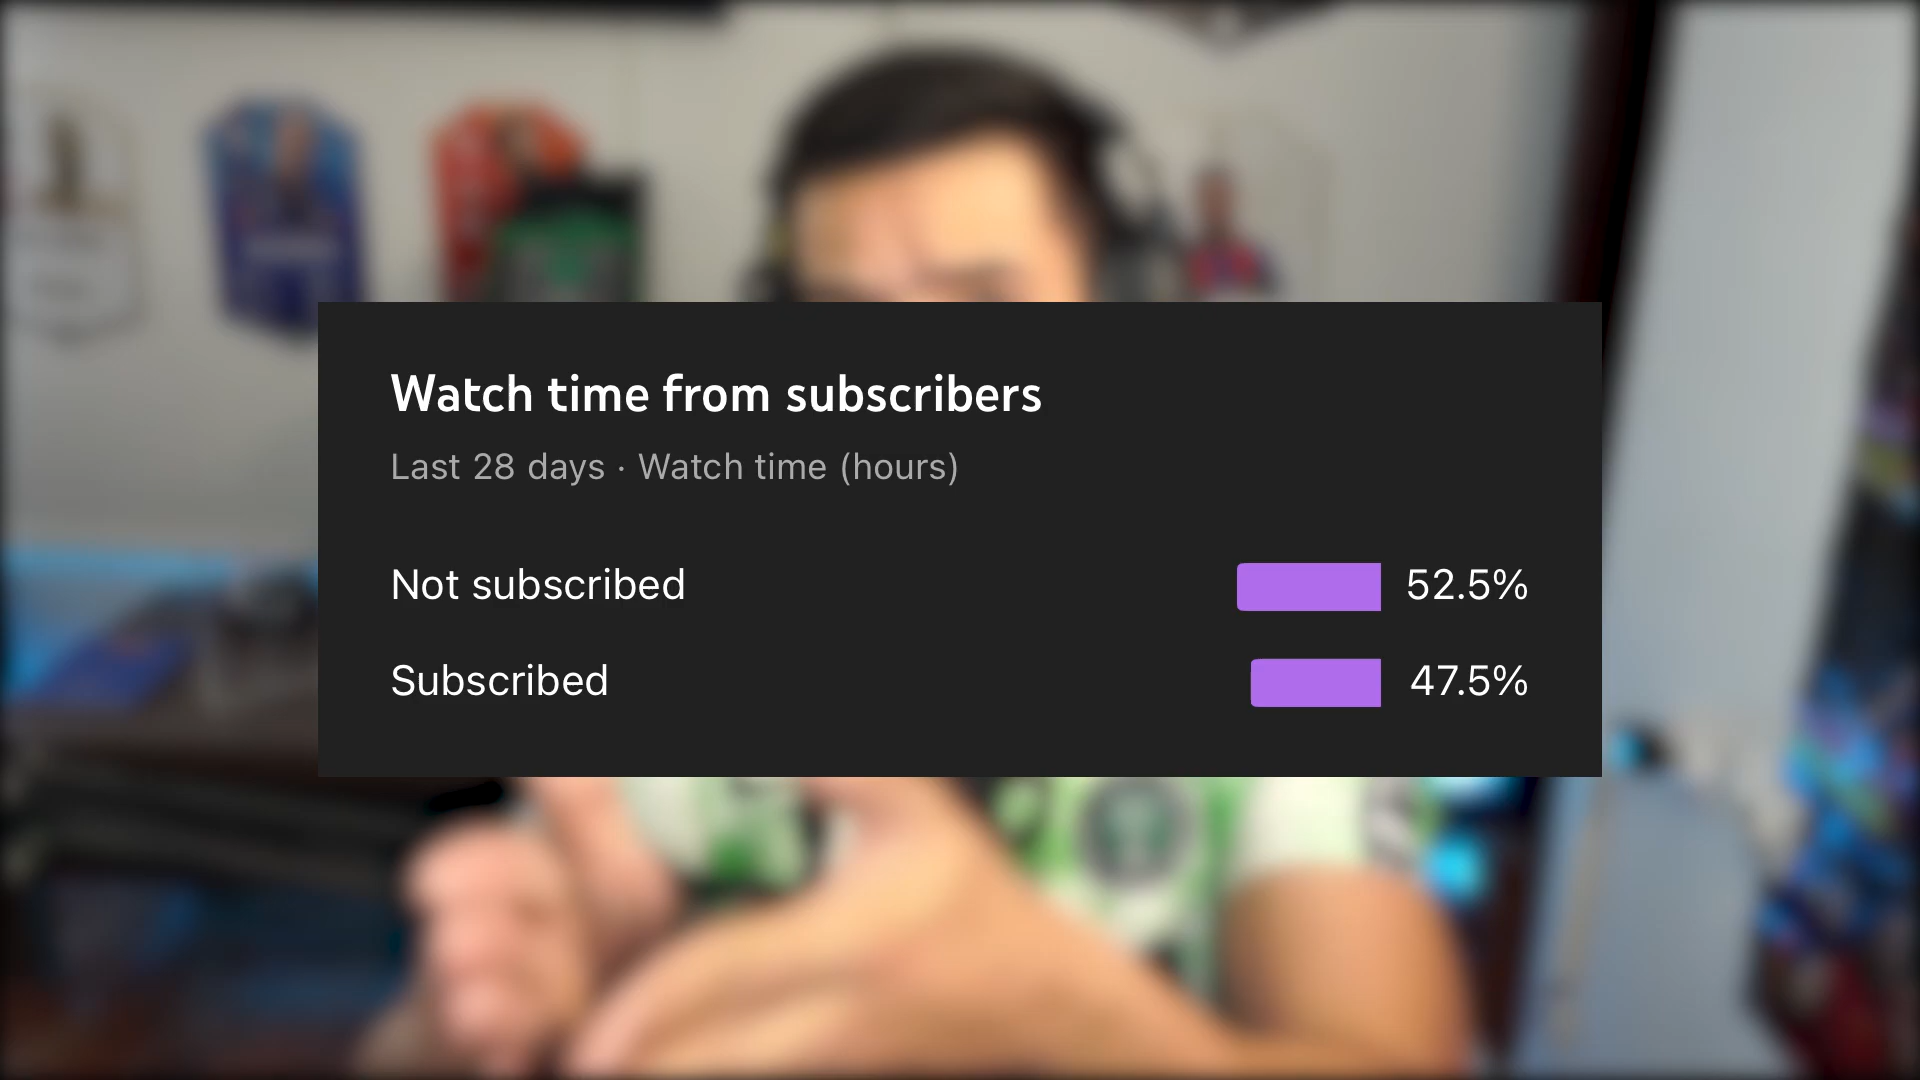 Watch time from subscribers
Last 28 days · Watch time (hours)
Not subscribed 52.5%
Subscribed 47.5%